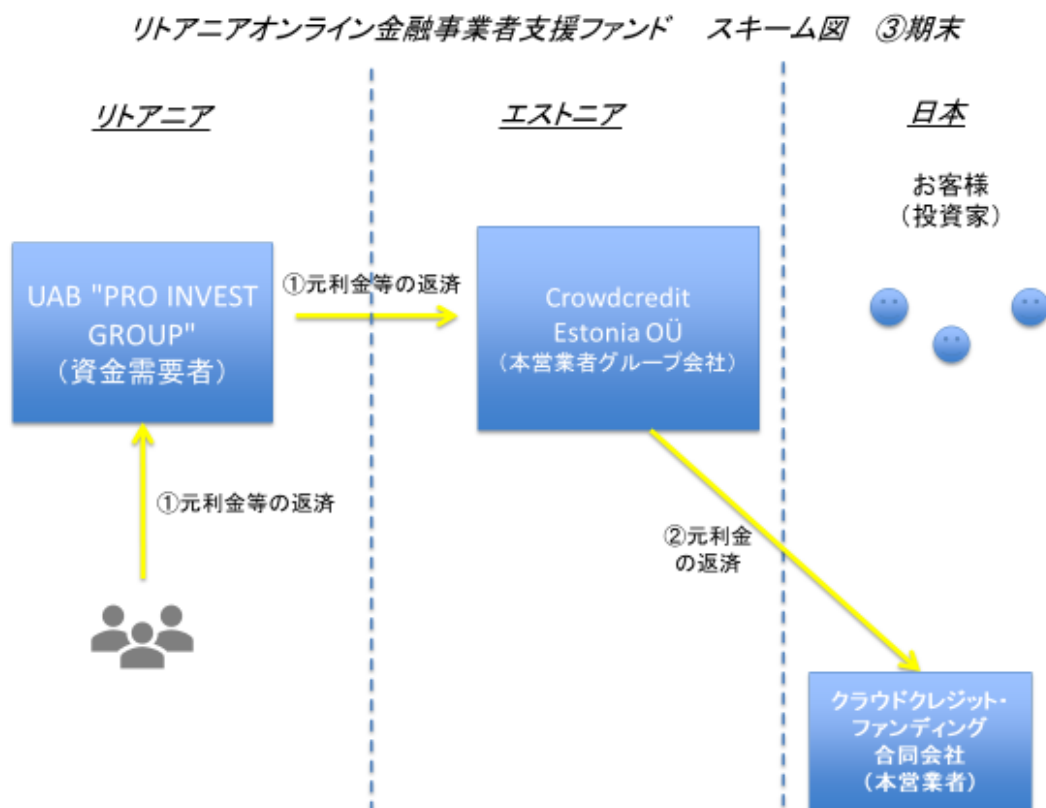 リトアニアオンライン金融事業者支援ファンド　スキーム図　③期末
リトアニア
エストニア
日本
お客様
（投資家）
UAB "PRO INVEST
GROUP"
（資金需要者）
①元利金等の返済
Crowdcredit
Estonia OÜ
（本営業者グループ会社）
①元利金等の返済
②元利金
の返済
クラウドクレジット・
ファンディング
合同会社
（本営業者）